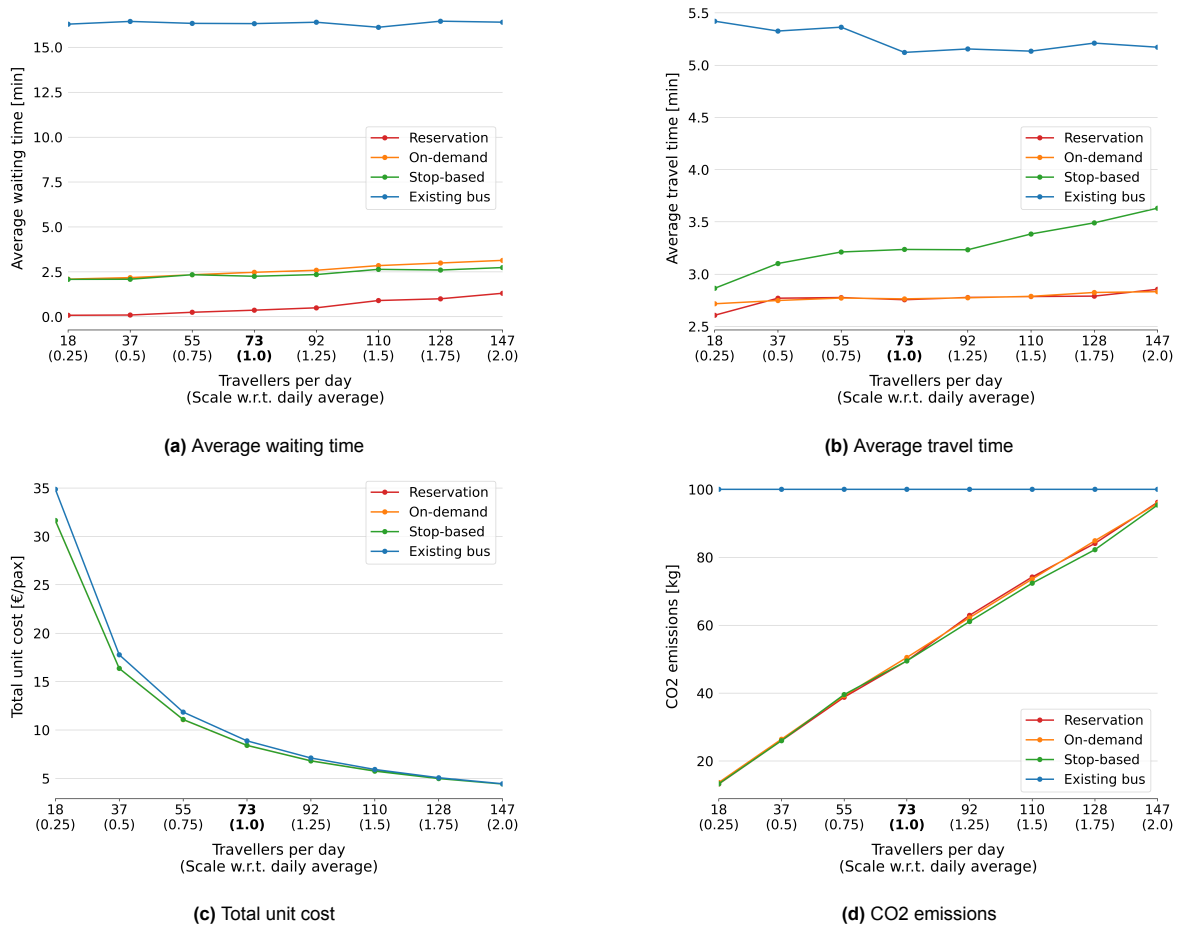 Average waiting time [min]
15.0
12.5
10.0
7.5
5.0
2.5
0.0
Reservation
On-demand
Stop-based
Existing bus
18 37 55 73 92 110 128 147
(0.25) (0.5) (0.75) (1.0) (1.25) (1.5) (1.75) (2.0)
Travellers per day
(Scale w.r.t. daily average)
(a) Average waiting time
Average travel time [min]
5.5
5.0
4.5
4.0
3.5
3.0
2.5
Reservation
On-demand
Stop-based
Existing bus
18 37 55 73 92 110 128 147
(0.25) (0.5) (0.75) (1.0) (1.25) (1.5) (1.75) (2.0)
Travellers per day
(Scale w.r.t. daily average)
(b) Average travel time
Total unit cost [€/pax]
35
30
25
20
15
10
5
Reservation
On-demand
Stop-based
Existing bus
18 37 55 73 92 110 128 147
(0.25) (0.5) (0.75) (1.0) (1.25) (1.5) (1.75) (2.0)
Travellers per day
(Scale w.r.t. daily average)
(c) Total unit cost
CO2 emissions [kg]
100
80
60
40
20
Reservation
On-demand
Stop-based
Existing bus
18 37 55 73 92 110 128 147
(0.25) (0.5) (0.75) (1.0) (1.25) (1.5) (1.75) (2.0)
Travellers per day
(Scale w.r.t. daily average)
(d) CO2 emissions